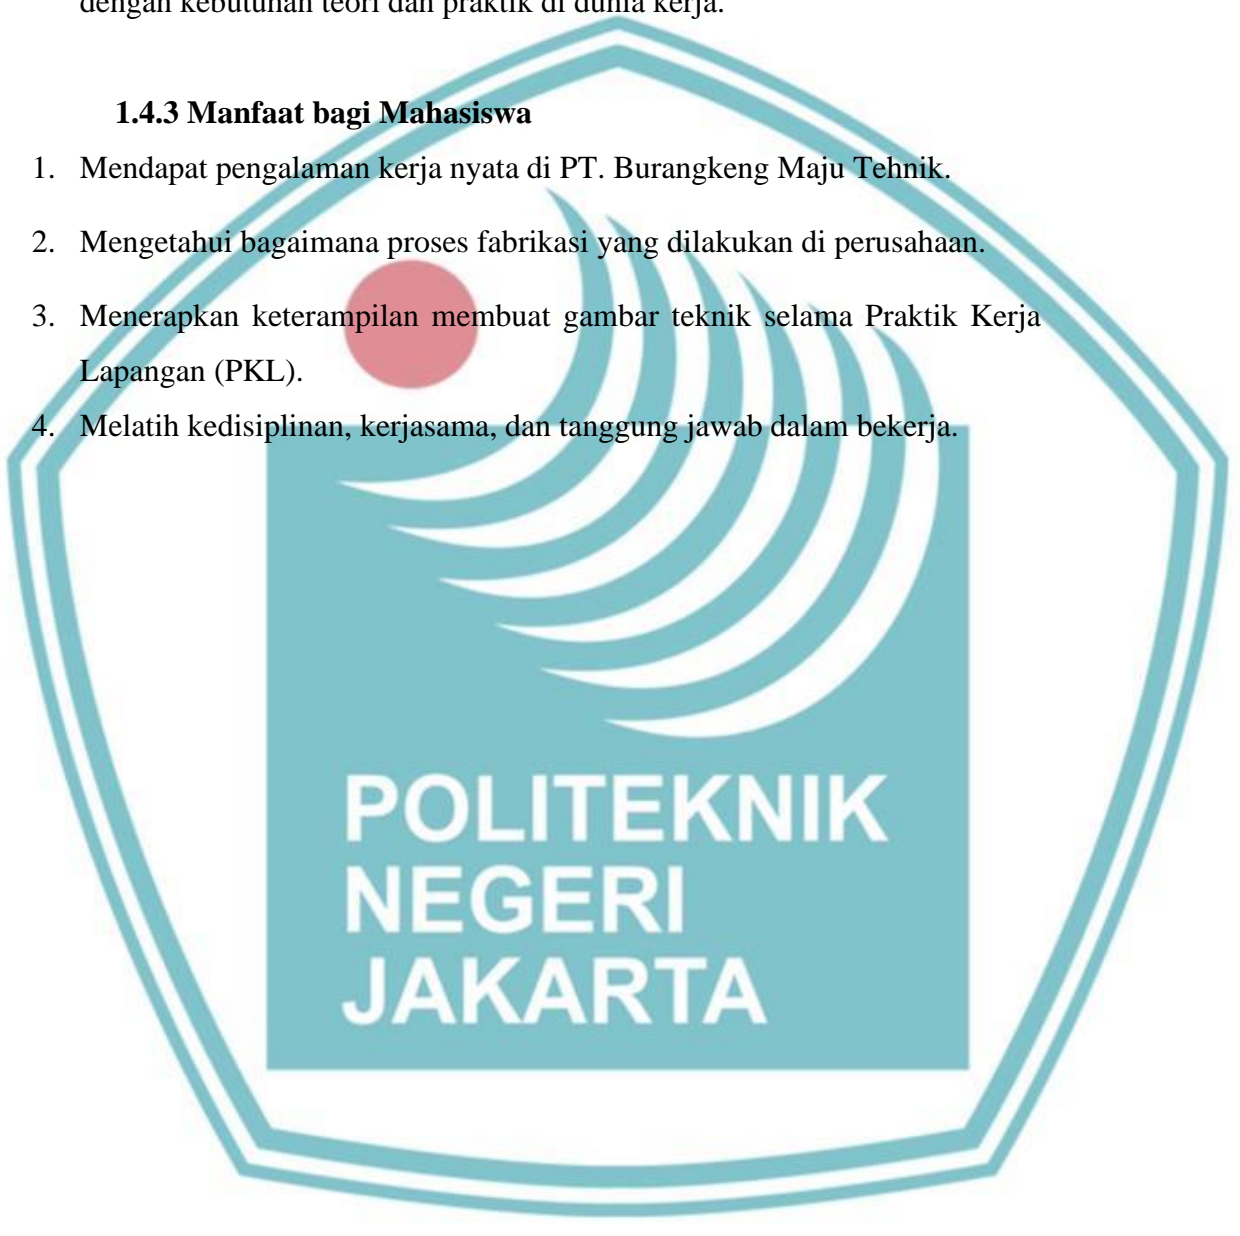 dengan kebutuhan teori dan praktik di dunia kerja.
1.4.3 Manfaat bagi Mahasiswa
1. Mendapat pengalaman kerja nyata di PT. Burangkeng Maju Tehnik.
2. Mengetahui bagaimana proses fabrikasi yang dilakukan di perusahaan.
3. Menerapkan keterampilan membuat gambar teknik selama Praktik Kerja
Lapangan (PKL).
4. Melatih kedisiplinan, kerjasama, dan tanggung jawab dalam bekerja.
POLITEKNIK
NEGERI
JAKARTA